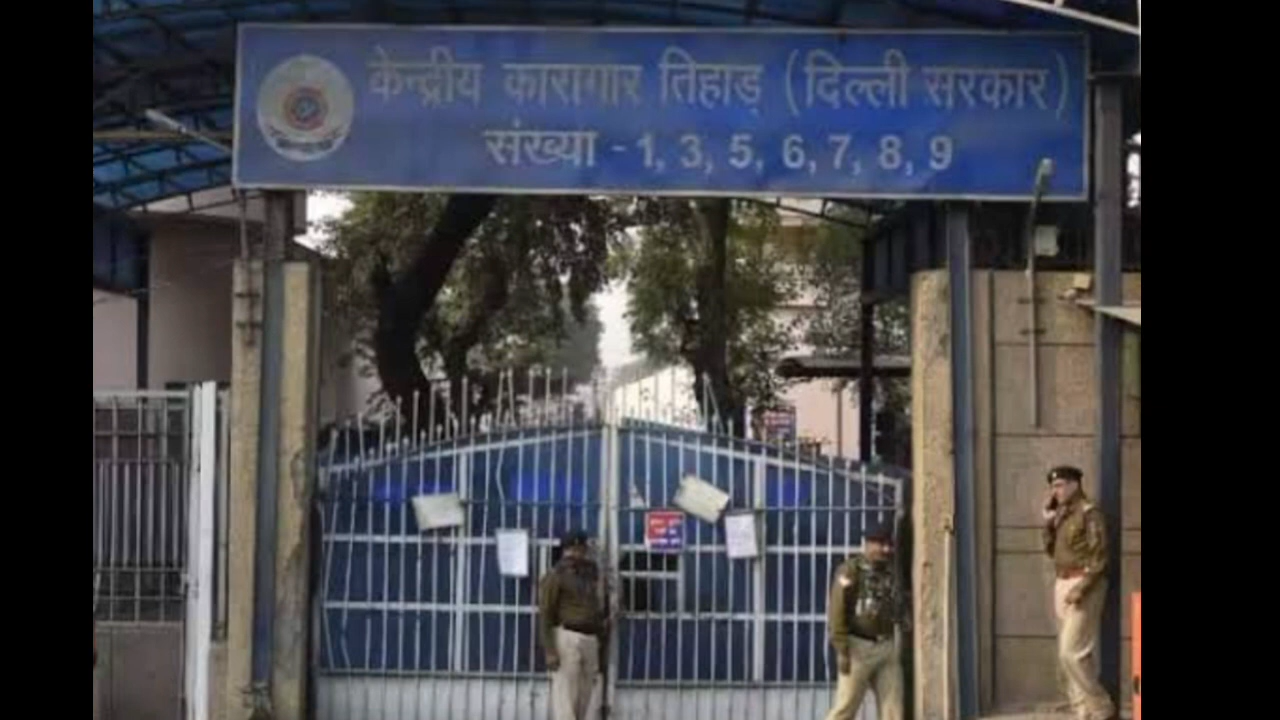 केन्द्रीय कारागार तिहाड़ (दिल्ली सरकार)
संख्या - 1, 3, 5, 6, 7, 8, 9